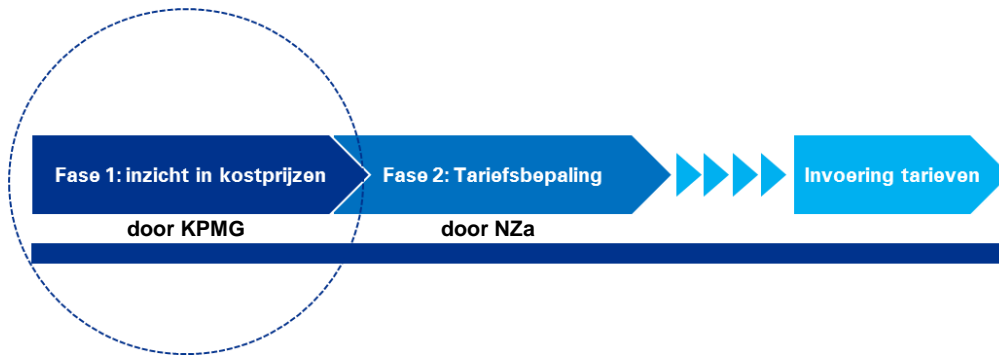 Fase 1: inzicht in kostprijzen
Fase 2: Tariefsbepaling
Invoering tarieven
door KPMG
door NZa